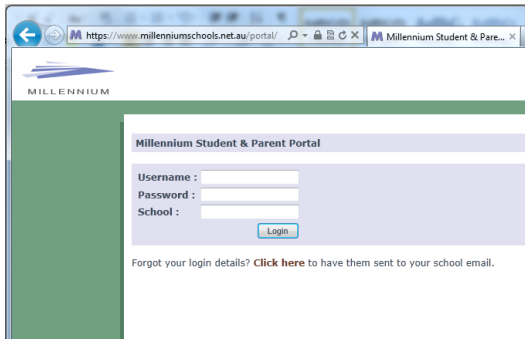 https://www.millenniumschools.net.au/portal/
Millennium Student & Pare...
MILLENNIUM
Millennium Student & Parent Portal
Username :
Password :
School :
Login
Forgot your login details? Click here to have them sent to your school email.